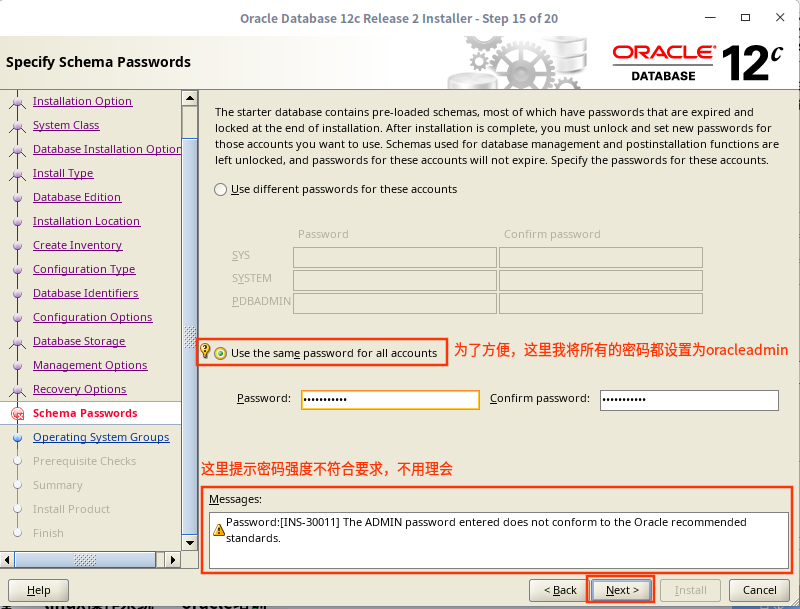 Oracle Database 12c Release 2 Installer - Step 15 of 20
Specify Schema Passwords
ORACLE
DATABASE
12c
Installation Option
System Class
Database Installation Option
Install Type
Database Edition
Installation Location
Create Inventory
Configuration Type
Database Identifiers
Configuration Options
Database Storage
Management Options
Recovery Options
Schema Passwords
Operating System Groups
Prerequisite Checks
Summary
Install Product
Finish
The starter database contains pre-loaded schemas, most of which have passwords that are expired and
locked at the end of installation. After installation is complete, you must unlock and set new passwords for
those accounts you want to use. Schemas used for database management and postinstallation functions are
left unlocked, and passwords for these accounts will not expire. Specify the passwords for these accounts.
Use different passwords for these accounts
Password Confirm password
SYS
SYSTEM
PDBADMIN
Use the same password for all accounts
为了方便，这里我将所有的密码都设置为oracleadmin
Password: ••••••••••• Confirm password: •••••••••••
这里提示密码强度不符合要求，不用理会
Messages:
Password:[INS-30011] The ADMIN password entered does not conform to the Oracle recommended
standards.
Help < Back Next > Install Cancel